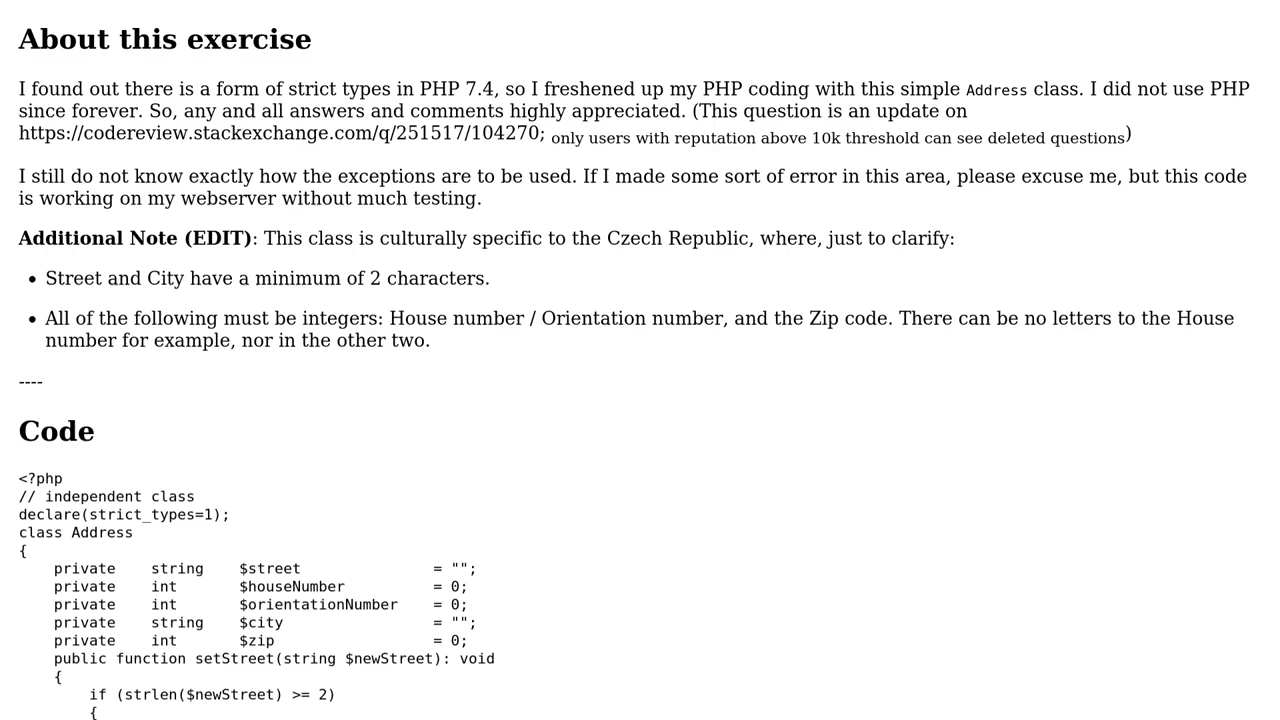 About this exercise
I found out there is a form of strict types in PHP 7.4, so I freshened up my PHP coding with this simple Address class. I did not use PHP
since forever. So, any and all answers and comments highly appreciated. (This question is an update on
https://codereview.stackexchange.com/q/251517/104270; only users with reputation above 10k threshold can see deleted questions)
I still do not know exactly how the exceptions are to be used. If I made some sort of error in this area, please excuse me, but this code
is working on my webserver without much testing.
Additional Note (EDIT): This class is culturally specific to the Czech Republic, where, just to clarify:
• Street and City have a minimum of 2 characters.
• All of the following must be integers: House number / Orientation number, and the Zip code. There can be no letters to the House
number for example, nor in the other two.
----
Code
<?php
// independent class
declare(strict_types=1);
class Address
{
    private    string    $street               = "";
    private    int       $houseNumber          = 0;
    private    int       $orientationNumber    = 0;
    private    string    $city                 = "";
    private    int       $zip                  = 0;
    public function setStreet(string $newStreet): void
    {
        if (strlen($newStreet) >= 2)
        {